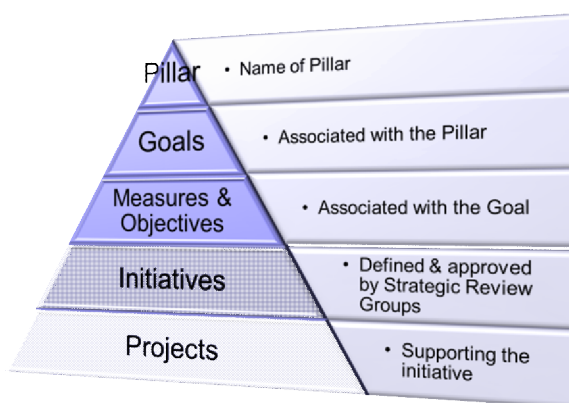 Pillar
• Name of Pillar
Goals
• Associated with the Pillar
Measures &
Objectives
• Associated with the Goal
Initiatives
• Defined & approved
by Strategic Review
Groups
Projects
• Supporting the
initiative